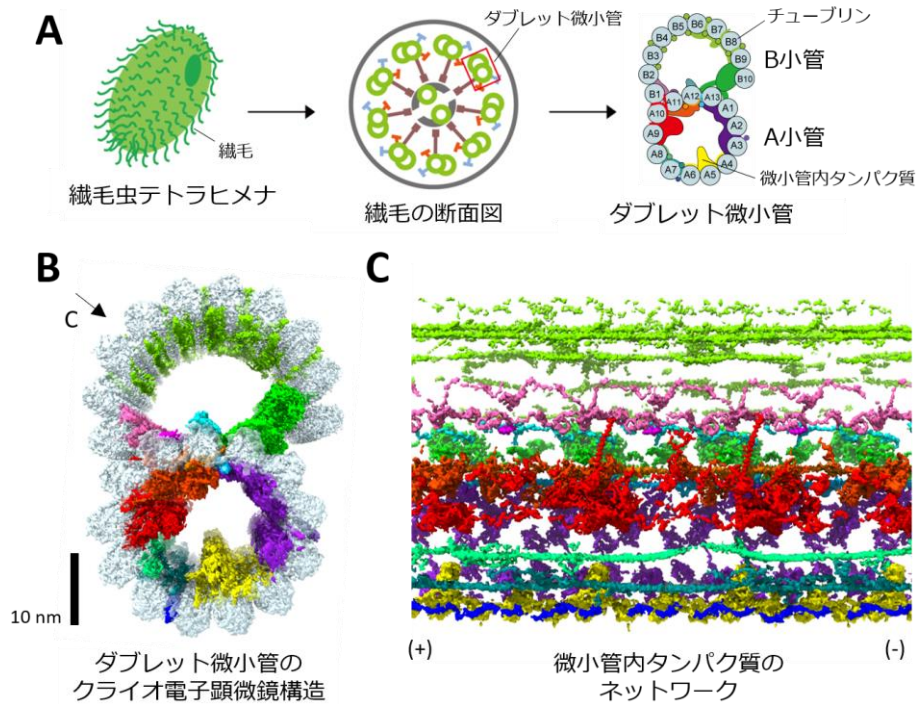 A
ダブレット微小管
チューブリン
B1
B2
B3
B4
B5
B6
B7
B8
B9
B10
B小管
A1
A2
A3
A4
A5
A6
A7
A8
A9
A10
A11
A12
A13
A小管
繊毛
微小管内タンパク質
繊毛虫テトラヒメナ
繊毛の断面図
ダブレット微小管
B
C
10 nm
ダブレット微小管の
クライオ電子顕微鏡構造
C
(+)
(-)
微小管内タンパク質の
ネットワーク